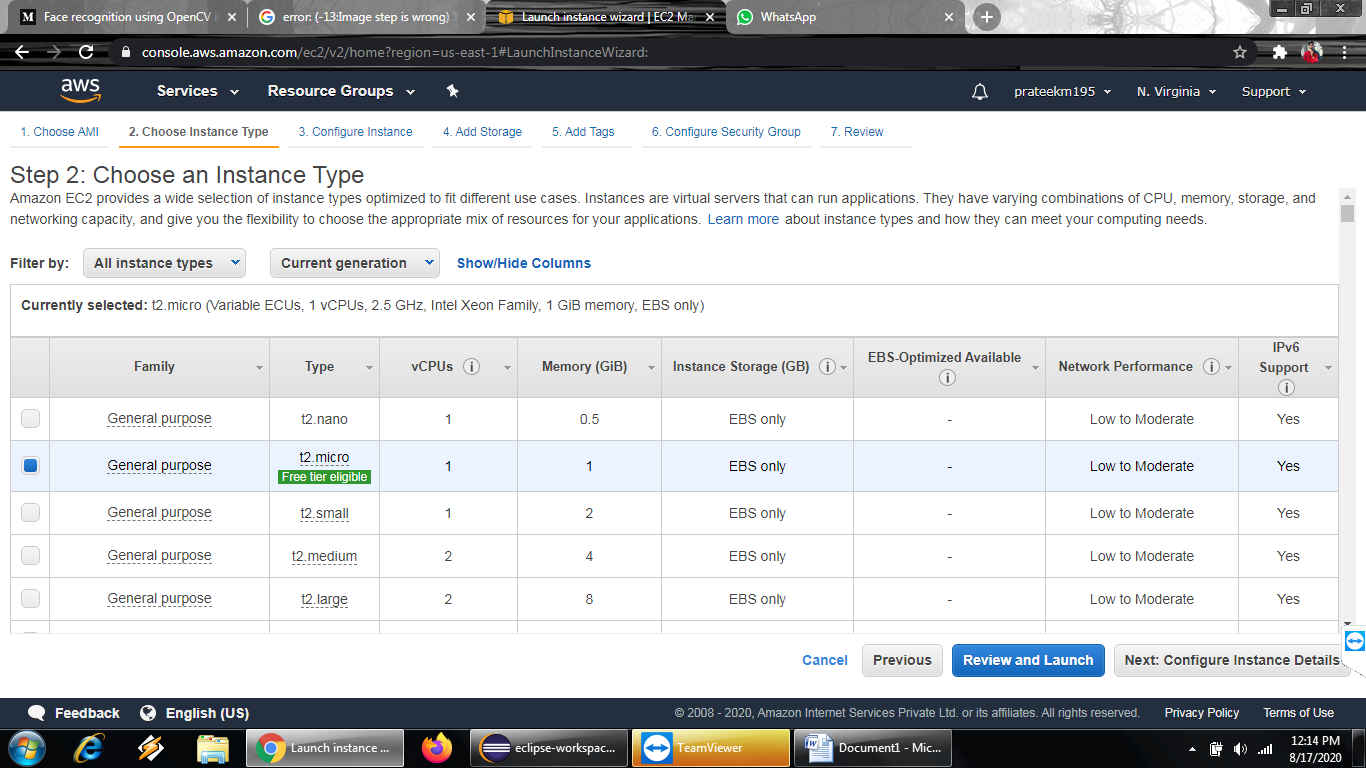 Face recognition using OpenCV i
error: (-13:Image step is wrong)
Launch instance wizard | EC2 Ma
WhatsApp
console.aws.amazon.com/ec2/v2/home?region=us-east-1#LaunchInstanceWizard:
aws
Services
Resource Groups
prateekm195
N. Virginia
Support
1. Choose AMI
2. Choose Instance Type
3. Configure Instance
4. Add Storage
5. Add Tags
6. Configure Security Group
7. Review
Step 2: Choose an Instance Type
Amazon EC2 provides a wide selection of instance types optimized to fit different use cases. Instances are virtual servers that can run applications. They have varying combinations of CPU, memory, storage, and
networking capacity, and give you the flexibility to choose the appropriate mix of resources for your applications. Learn more about instance types and how they can meet your computing needs.
Filter by:
All instance types
Current generation
Show/Hide Columns
Currently selected: t2.micro (Variable ECUs, 1 vCPUs, 2.5 GHz, Intel Xeon Family, 1 GiB memory, EBS only)
Family
Type
vCPUs
Memory (GiB)
Instance Storage (GB)
EBS-Optimized Available
Network Performance
IPv6
Support
General purpose t2.nano 1 0.5 EBS only - Low to Moderate Yes
General purpose t2.micro 1 1 EBS only - Low to Moderate Yes
Free tier eligible
General purpose t2.small 1 2 EBS only - Low to Moderate Yes
General purpose t2.medium 2 4 EBS only - Low to Moderate Yes
General purpose t2.large 2 8 EBS only - Low to Moderate Yes
Cancel
Previous
Review and Launch
Next: Configure Instance Details
Feedback
English (US)
© 2008 - 2020, Amazon Internet Services Private Ltd. or its affiliates. All rights reserved.
Privacy Policy
Terms of Use
Launch instance ...
eclipse-workspac...
TeamViewer
Document1 - Mic...
12:14 PM
8/17/2020